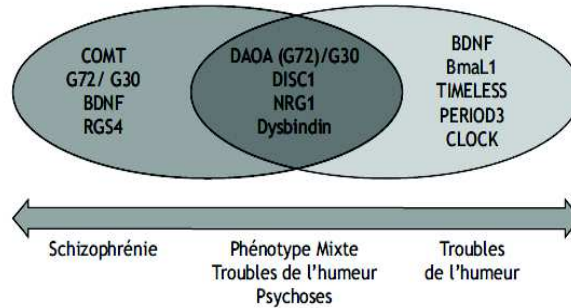 COMT
G72/ G30
BDNF
RGS4
DAOA (G72)/G30
DISC1
NRG1
Dysbindin
BDNF
BmaL1
TIMELESS
PERIOD3
CLOCK
Schizophrénie
Phénotype Mixte
Troubles de l'humeur
Psychoses
Troubles
de l'humeur